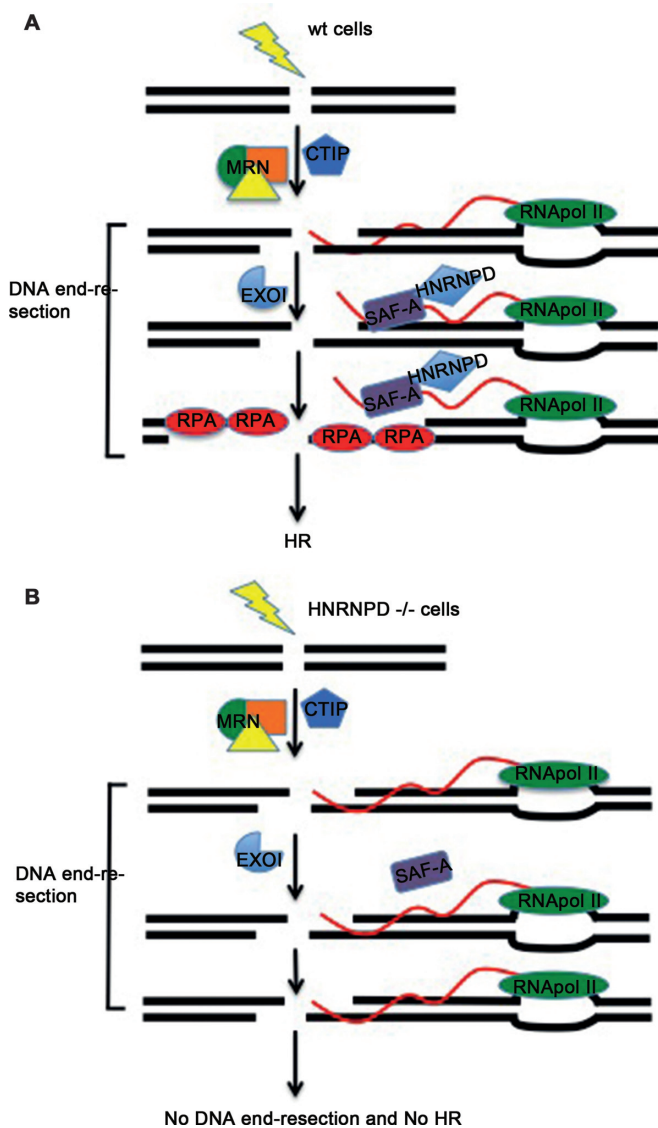 A
wt cells
MRN
CTIP
RNApol II
DNA end-re-
section
EXOI
SAF-A
HNRNPD
RNApol II
SAF-A
HNRNPD
RNApol II
RPA
RPA
RPA
RPA
HR
B
HNRNPD -/- cells
MRN
CTIP
RNApol II
DNA end-re-
section
EXOI
SAF-A
RNApol II
RNApol II
No DNA end-resection and No HR